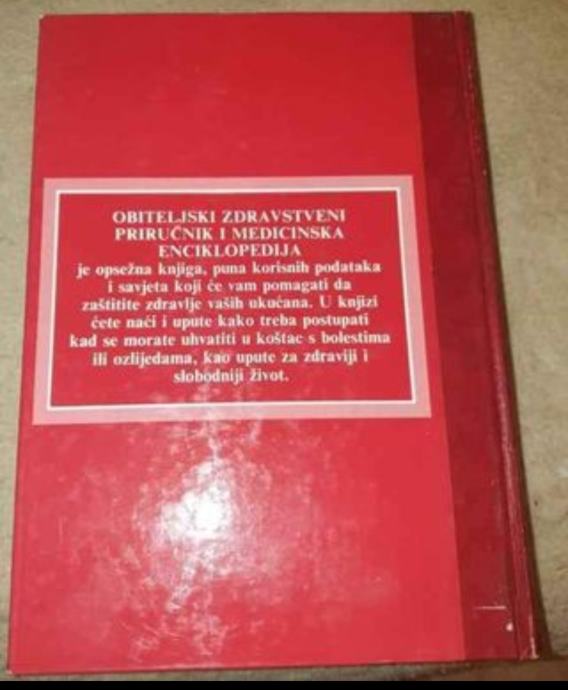 OBITELJSKI ZDRAVSTVENI
PRIRUČNIK I MEDICINSKA
ENCIKLOPEDIJA
je opsežna knjiga, puna korisnih podataka
i savjeta koji će vam pomagati da
zaštitite zdravlje vaših ukućana. U knjizi
ćete naći i upute kako treba postupati
kad se morate uhvatiti u koštac s bolestima
ili ozlijedama, kao upute za zdraviji i
slobodniji život.